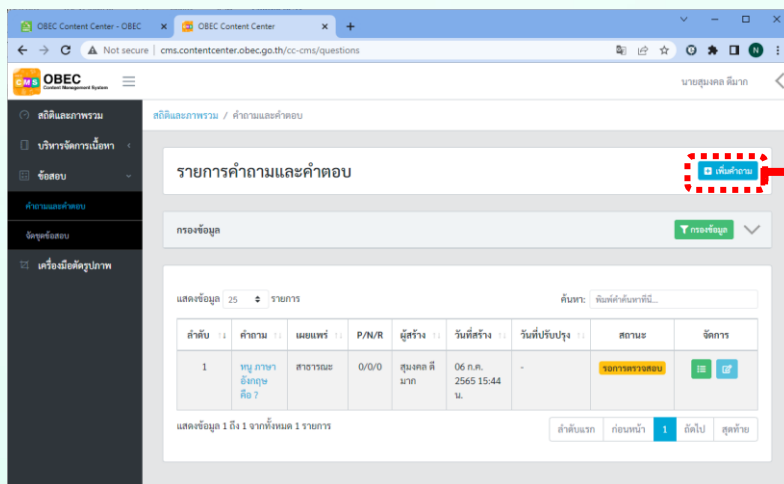 OBEC Content Center - OBEC
OBEC Content Center
Not secure | cms.contentcenter.obec.go.th/cc-cms/questions
N
CMS OBEC
Content Management System
นายสุมงคล ดีมาก
สถิติและภาพรวม
สถิติและภาพรวม / คำถามและคำตอบ
บริหารจัดการเนื้อหา
ข้อสอบ
คำถามและคำตอบ
จัดชุดข้อสอบ
เครื่องมือตัดรูปภาพ
รายการคำถามและคำตอบ
เพิ่มคำถาม
กรองข้อมูล
กรองข้อมูล
แสดงข้อมูล 25 รายการ
ค้นหา: พิมพ์คำค้นหาที่นี่...
ลำดับ คำถาม เผยแพร่ P/N/R ผู้สร้าง วันที่สร้าง วันที่ปรับปรุง สถานะ จัดการ
1 หนู ภาษา สาธารณะ 0/0/0 สุมงคล ดี 06 ก.ค. - รอการตรวจสอบ
อังกฤษ มาก 2565 15:44
คือ ? น.
แสดงข้อมูล 1 ถึง 1 จากทั้งหมด 1 รายการ
ลำดับแรก ก่อนหน้า 1 ถัดไป สุดท้าย